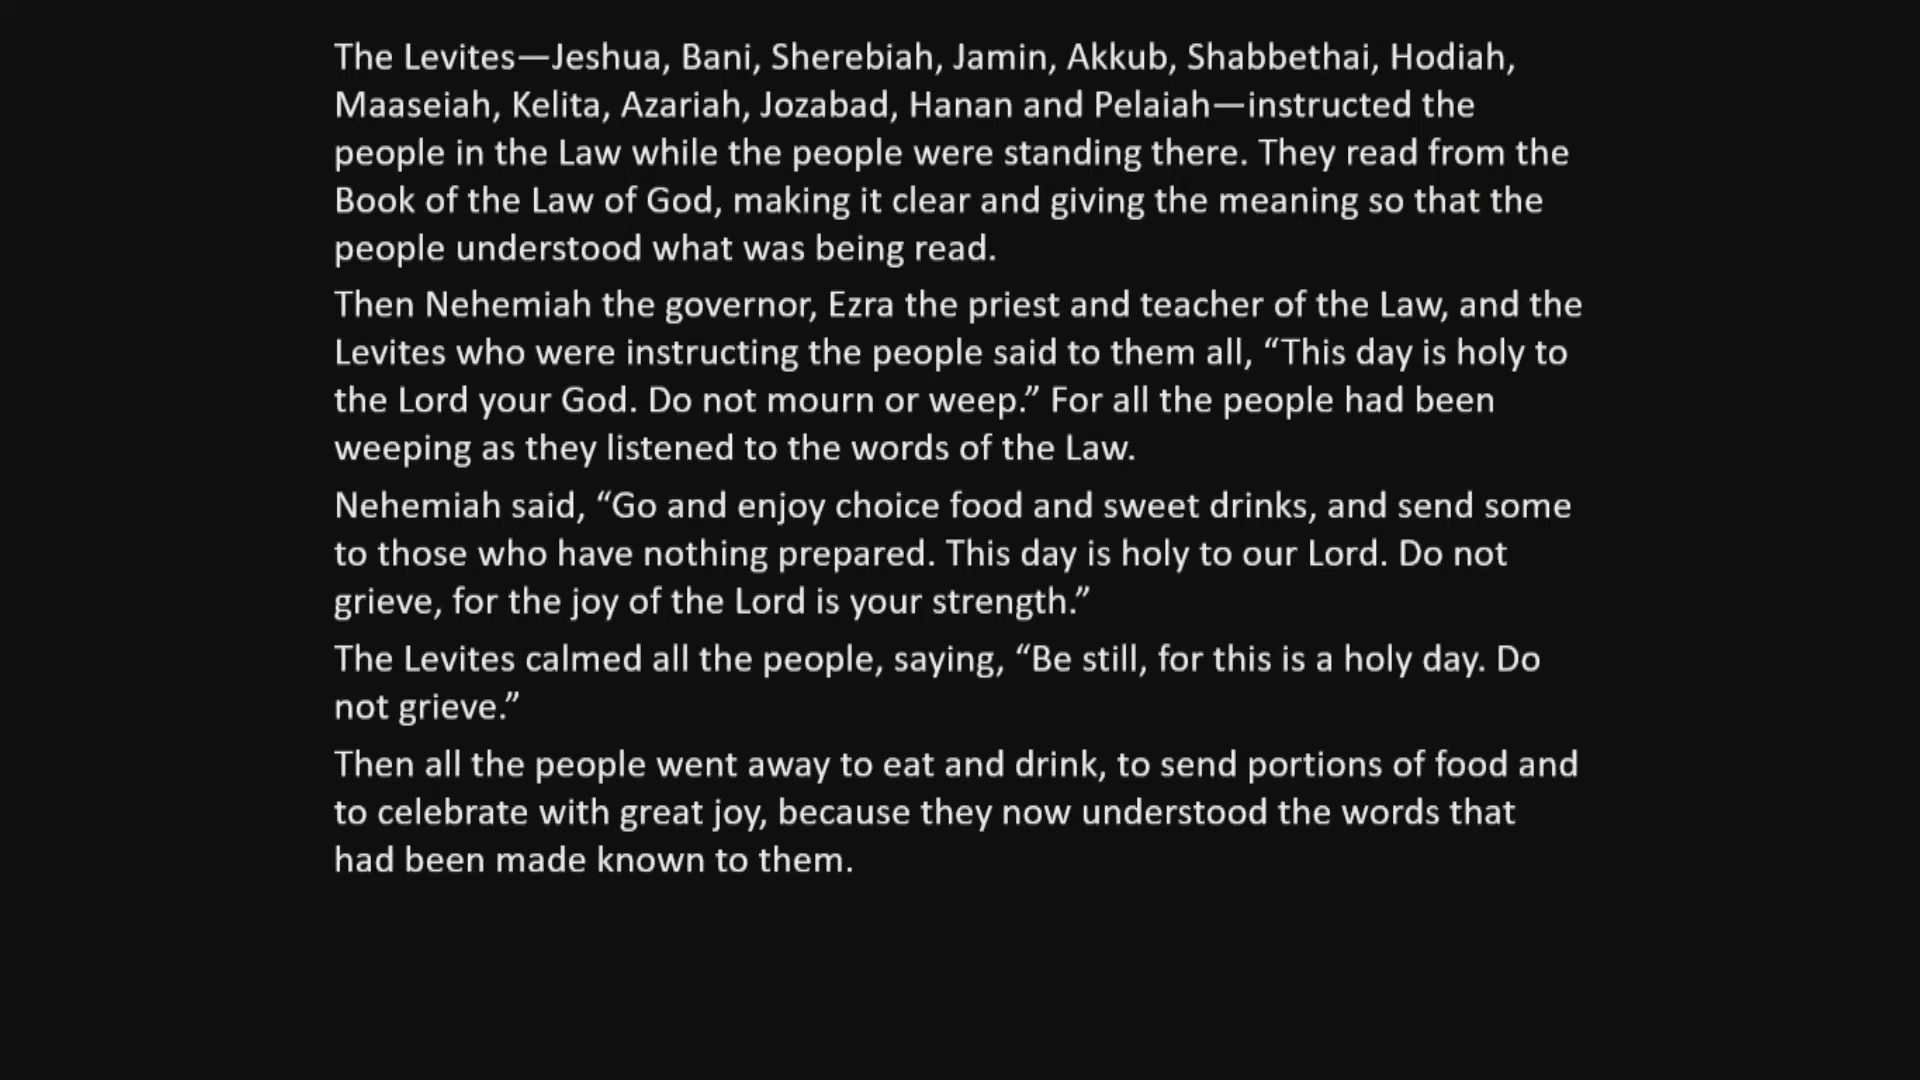 The Levites—Jeshua, Bani, Sherebiah, Jamin, Akkub, Shabbethai, Hodiah,
Maaseiah, Kelita, Azariah, Jozabad, Hanan and Pelaiah—instructed the
people in the Law while the people were standing there. They read from the
Book of the Law of God, making it clear and giving the meaning so that the
people understood what was being read.
Then Nehemiah the governor, Ezra the priest and teacher of the Law, and the
Levites who were instructing the people said to them all, “This day is holy to
the Lord your God. Do not mourn or weep.” For all the people had been
weeping as they listened to the words of the Law.
Nehemiah said, “Go and enjoy choice food and sweet drinks, and send some
to those who have nothing prepared. This day is holy to our Lord. Do not
grieve, for the joy of the Lord is your strength.”
The Levites calmed all the people, saying, “Be still, for this is a holy day. Do
not grieve.”
Then all the people went away to eat and drink, to send portions of food and
to celebrate with great joy, because they now understood the words that
had been made known to them.